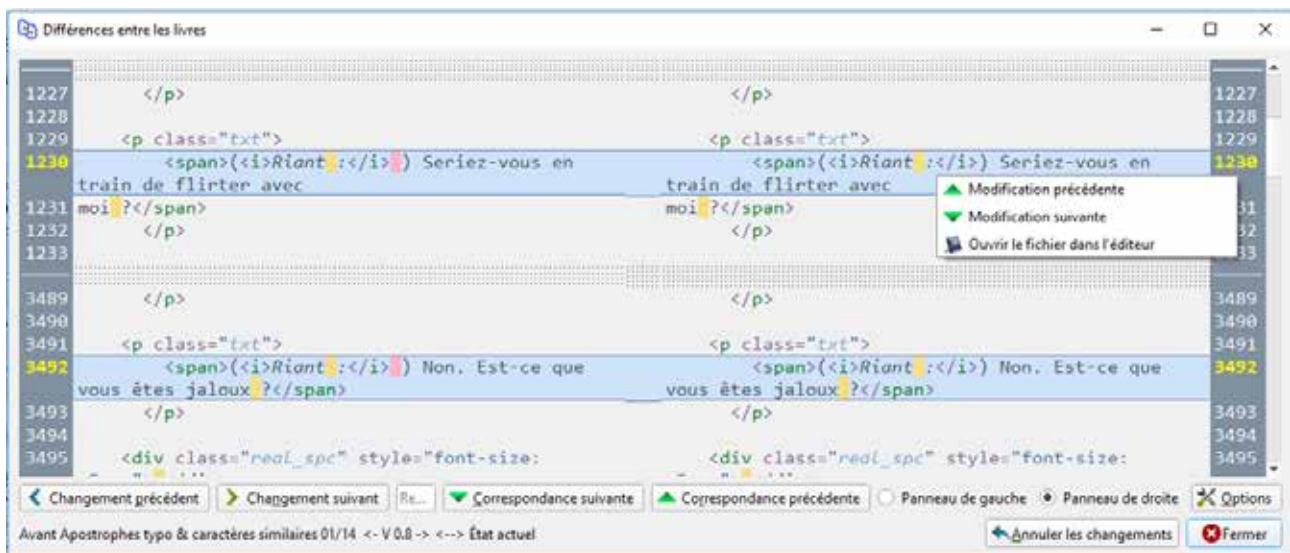 Différences entre les livres
1227 </p> </p> 1227
1228 1228
1229 <p class="txt"> <p class="txt"> 1229
1230 <span>(<i>Riant :</i> ) Seriez-vous en <span>(<i>Riant :</i>) Seriez-vous en 1230
train de flirter avec train de flirter avec
Modification précédente
1231 moi ?</span> moi ?</span> 31
Modification suivante
1232 </p> </p> 32
Ouvrir le fichier dans l'éditeur
1233 33
3489 </p> </p> 3489
3490 3490
3491 <p class="txt"> <p class="txt"> 3491
3492 <span>(<i>Riant :</i> ) Non. Est-ce que <span>(<i>Riant :</i>) Non. Est-ce que 3492
vous êtes jaloux ?</span> vous êtes jaloux ?</span>
3493 </p> </p> 3493
3494 3494
3495 <div class="real_spc" style="font-size: <div class="real_spc" style="font-size: 3495
Changement précédent Changement suivant Re... Correspondance suivante Correspondance précédente Panneau de gauche Panneau de droite Options
Avant Apostrophes typo & caractères similaires 01/14 <- V 0.8 -> <--> État actuel Annuler les changements Fermer